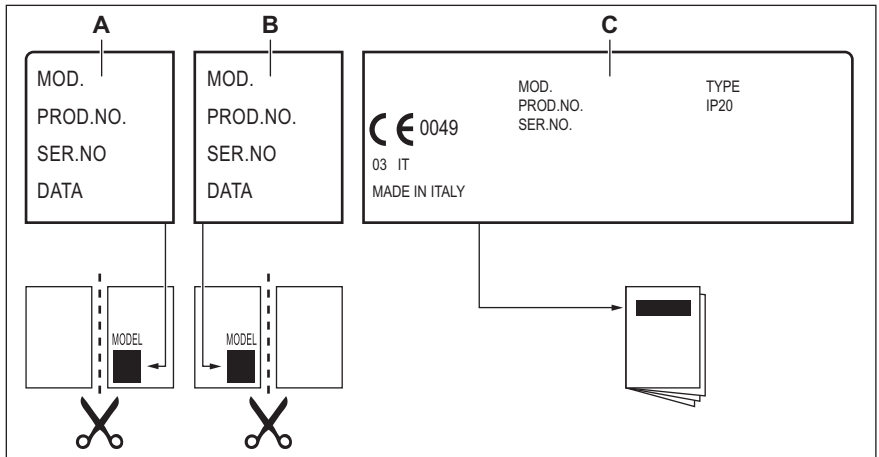 A
B
C
MOD.
PROD.NO.
SER.NO
DATA
MOD.
PROD.NO.
SER.NO
DATA
MOD.
PROD.NO.
SER.NO.
TYPE
IP20
CE 0049
03 IT
MADE IN ITALY
MODEL
MODEL